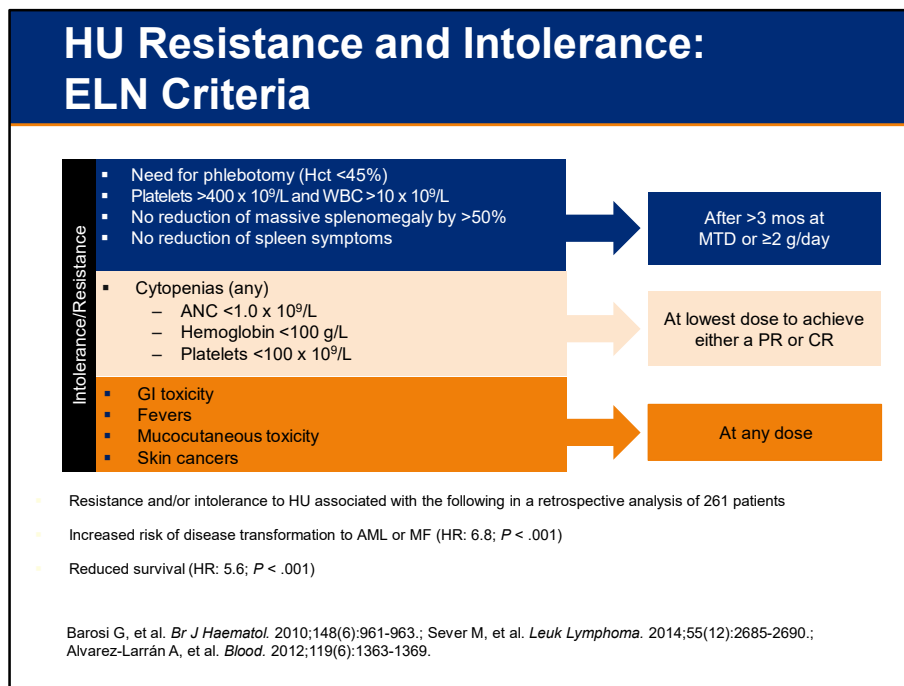 HU Resistance and Intolerance:
ELN Criteria
Intolerance/Resistance
▪ Need for phlebotomy (Hct <45%)
▪ Platelets >400 x 10⁹/L and WBC >10 x 10⁹/L
▪ No reduction of massive splenomegaly by >50%
▪ No reduction of spleen symptoms
After >3 mos at
MTD or ≥2 g/day
▪ Cytopenias (any)
– ANC <1.0 x 10⁹/L
– Hemoglobin <100 g/L
– Platelets <100 x 10⁹/L
At lowest dose to achieve
either a PR or CR
▪ GI toxicity
▪ Fevers
▪ Mucocutaneous toxicity
▪ Skin cancers
At any dose
Resistance and/or intolerance to HU associated with the following in a retrospective analysis of 261 patients
Increased risk of disease transformation to AML or MF (HR: 6.8; P < .001)
Reduced survival (HR: 5.6; P < .001)
Barosi G, et al. Br J Haematol. 2010;148(6):961-963.; Sever M, et al. Leuk Lymphoma. 2014;55(12):2685-2690.;
Alvarez-Larrán A, et al. Blood. 2012;119(6):1363-1369.